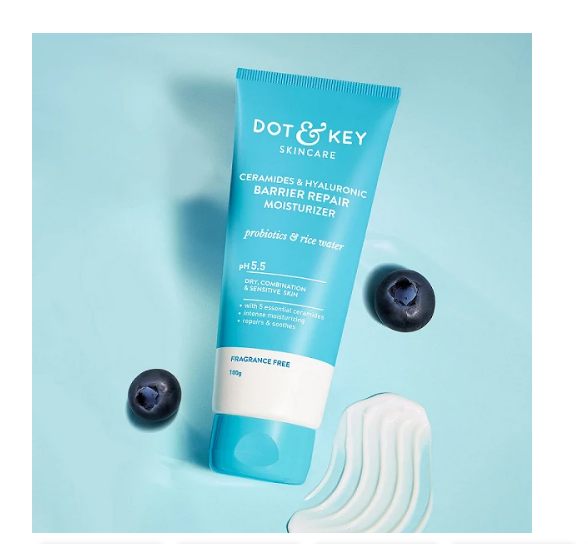 DOT & KEY
SKINCARE
CERAMIDES & HYALURONIC
BARRIER REPAIR
MOISTURIZER
probiotics & rice water
pH 5.5
DRY, COMBINATION
& SENSITIVE SKIN
• with 5 essential ceramides
• intense moisturizing
• repairs & soothes
FRAGRANCE FREE